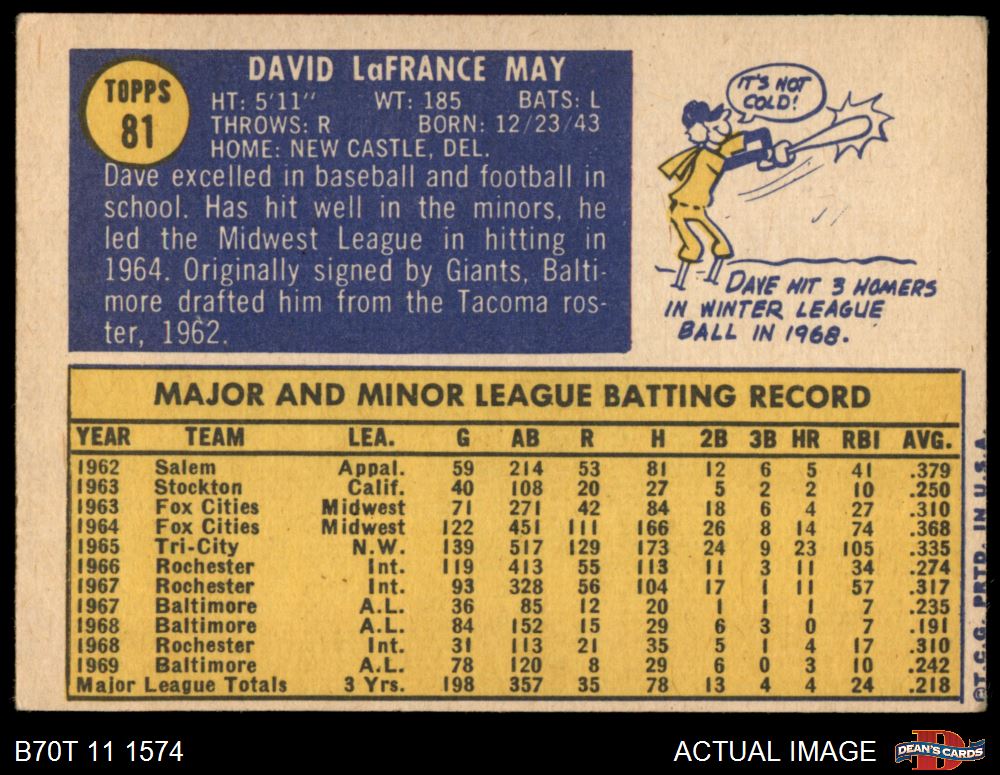 TOPPS
81
DAVID LaFRANCE MAY
HT: 5'11" WT: 185 BATS: L
THROWS: R BORN: 12/23/43
HOME: NEW CASTLE, DEL.
Dave excelled in baseball and football in
school. Has hit well in the minors, he
led the Midwest League in hitting in
1964. Originally signed by Giants, Balti-
more drafted him from the Tacoma ros-
ter, 1962.
IT'S NOT
COLD!
DAVE HIT 3 HOMERS
IN WINTER LEAGUE
BALL IN 1968.
MAJOR AND MINOR LEAGUE BATTING RECORD
YEAR TEAM LEA. G AB R H 2B 3B HR RBI AVG.
1962 Salem Appal. 59 214 53 81 12 6 5 41 .379
1963 Stockton Calif. 40 108 20 27 5 2 2 10 .250
1963 Fox Cities Midwest 71 271 42 84 18 6 4 27 .310
1964 Fox Cities Midwest 122 451 111 166 26 8 14 74 .368
1965 Tri-City N.W. 139 517 129 173 24 9 23 105 .335
1966 Rochester Int. 119 413 55 113 11 3 11 34 .274
1967 Rochester Int. 93 328 56 104 17 1 11 57 .317
1967 Baltimore A.L. 36 85 12 20 1 1 1 7 .235
1968 Baltimore A.L. 84 152 15 29 6 3 0 7 .191
1968 Rochester Int. 31 113 21 35 5 1 4 17 .310
1969 Baltimore A.L. 78 120 8 29 6 0 3 10 .242
Major League Totals 3 Yrs. 198 357 35 78 13 4 4 24 .218
©T.C.G. PRTD. IN U.S.A.
B70T 11 1574
ACTUAL IMAGE
DEAN'S CARDS